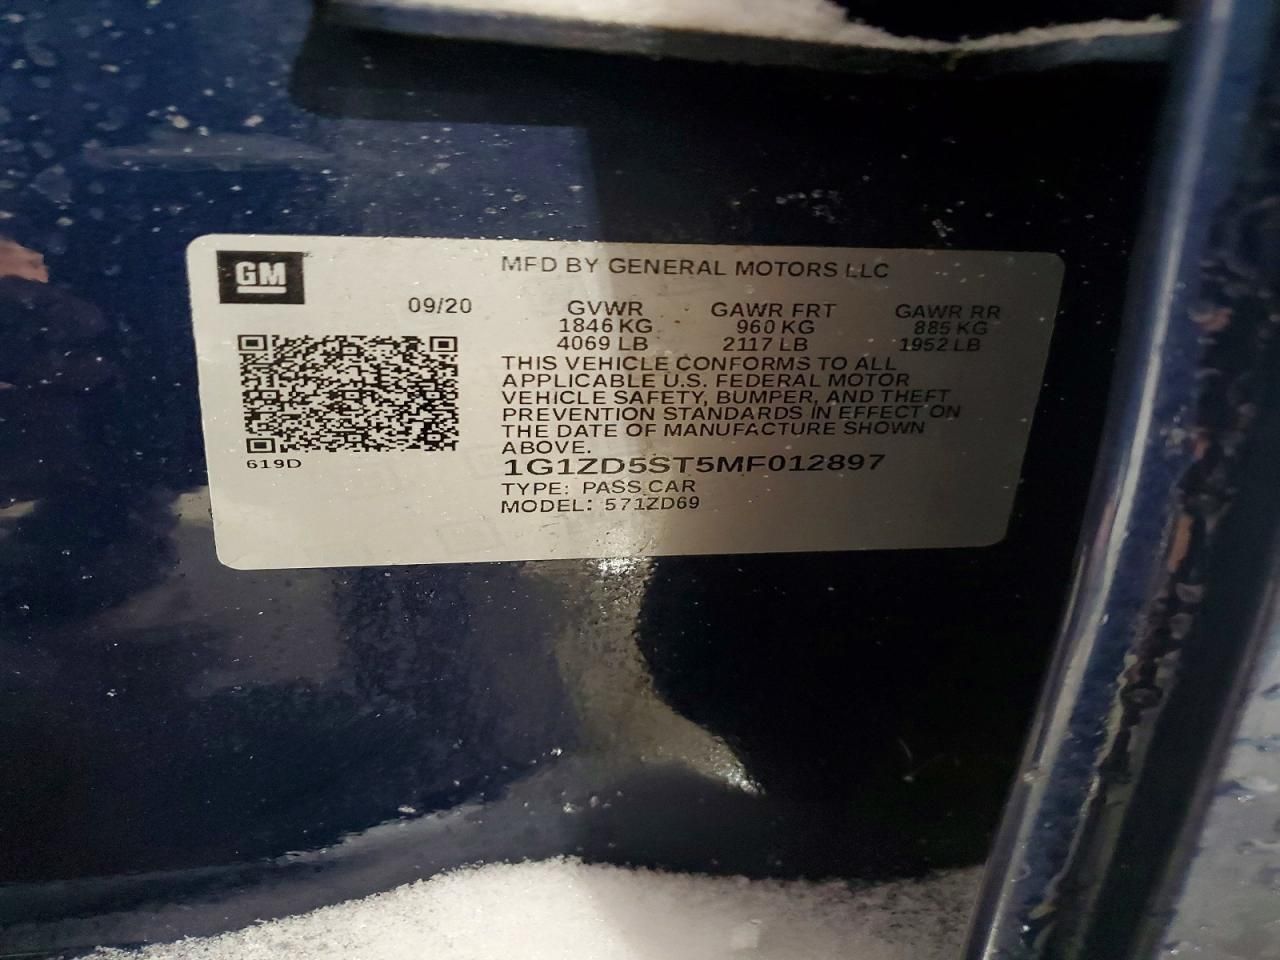 GM
MFD BY GENERAL MOTORS LLC
09/20
GVWR GAWR FRT GAWR RR
1846 KG 960 KG 885 KG
4069 LB 2117 LB 1952 LB
THIS VEHICLE CONFORMS TO ALL
APPLICABLE U.S. FEDERAL MOTOR
VEHICLE SAFETY, BUMPER, AND THEFT
PREVENTION STANDARDS IN EFFECT ON
THE DATE OF MANUFACTURE SHOWN
ABOVE.
619D
1G1ZD5ST5MF012897
TYPE: PASS CAR
MODEL: 571ZD69